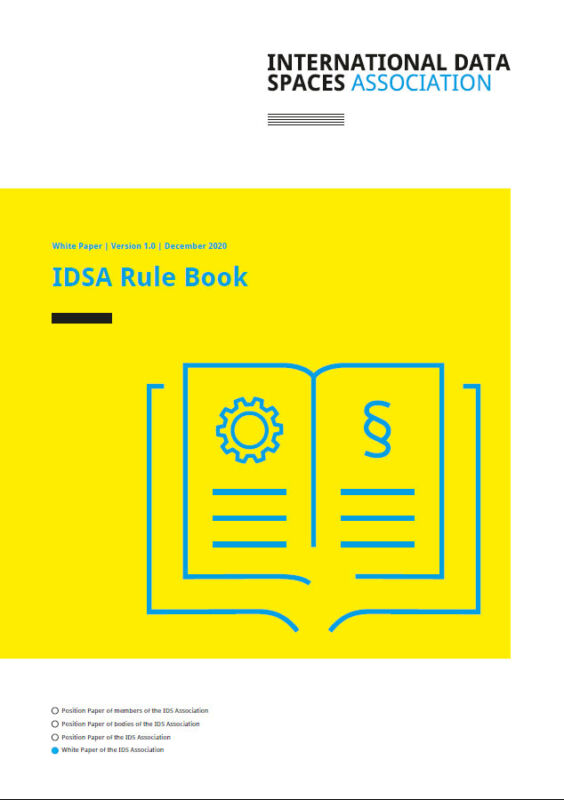 INTERNATIONAL DATA
SPACES ASSOCIATION
White Paper | Version 1.0 | December 2020
IDSA Rule Book
§
Position Paper of members of the IDS Association
Position Paper of bodies of the IDS Association
Position Paper of the IDS Association
White Paper of the IDS Association